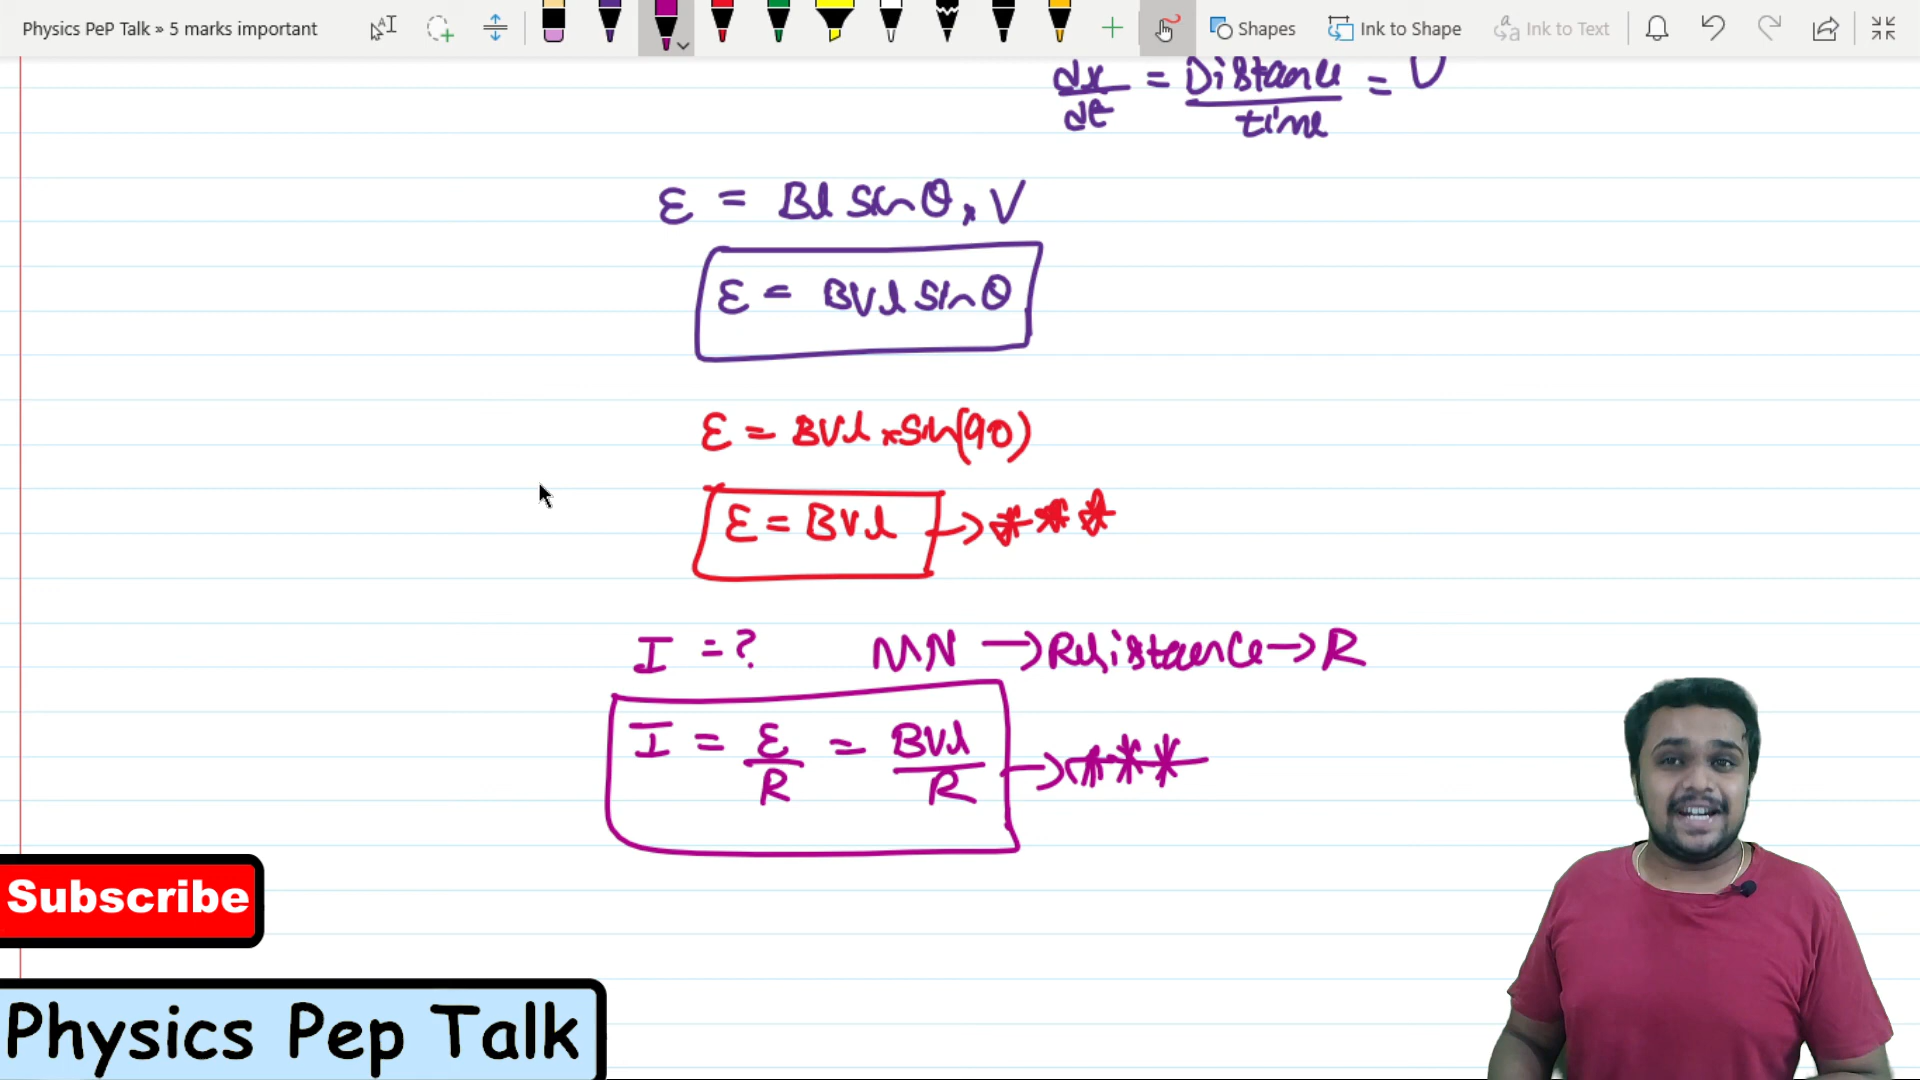 Physics PeP Talk » 5 marks important
Shapes
Ink to Shape
Ink to Text
dx/dt = Distance/time = V
ε = Bl sinθ × V
ε = BVl sinθ
ε = BVl × sin(90)
ε = BVl → ***
I = ? MN → Resistance → R
I = ε/R = BVl/R → ***
Subscribe
Physics Pep Talk